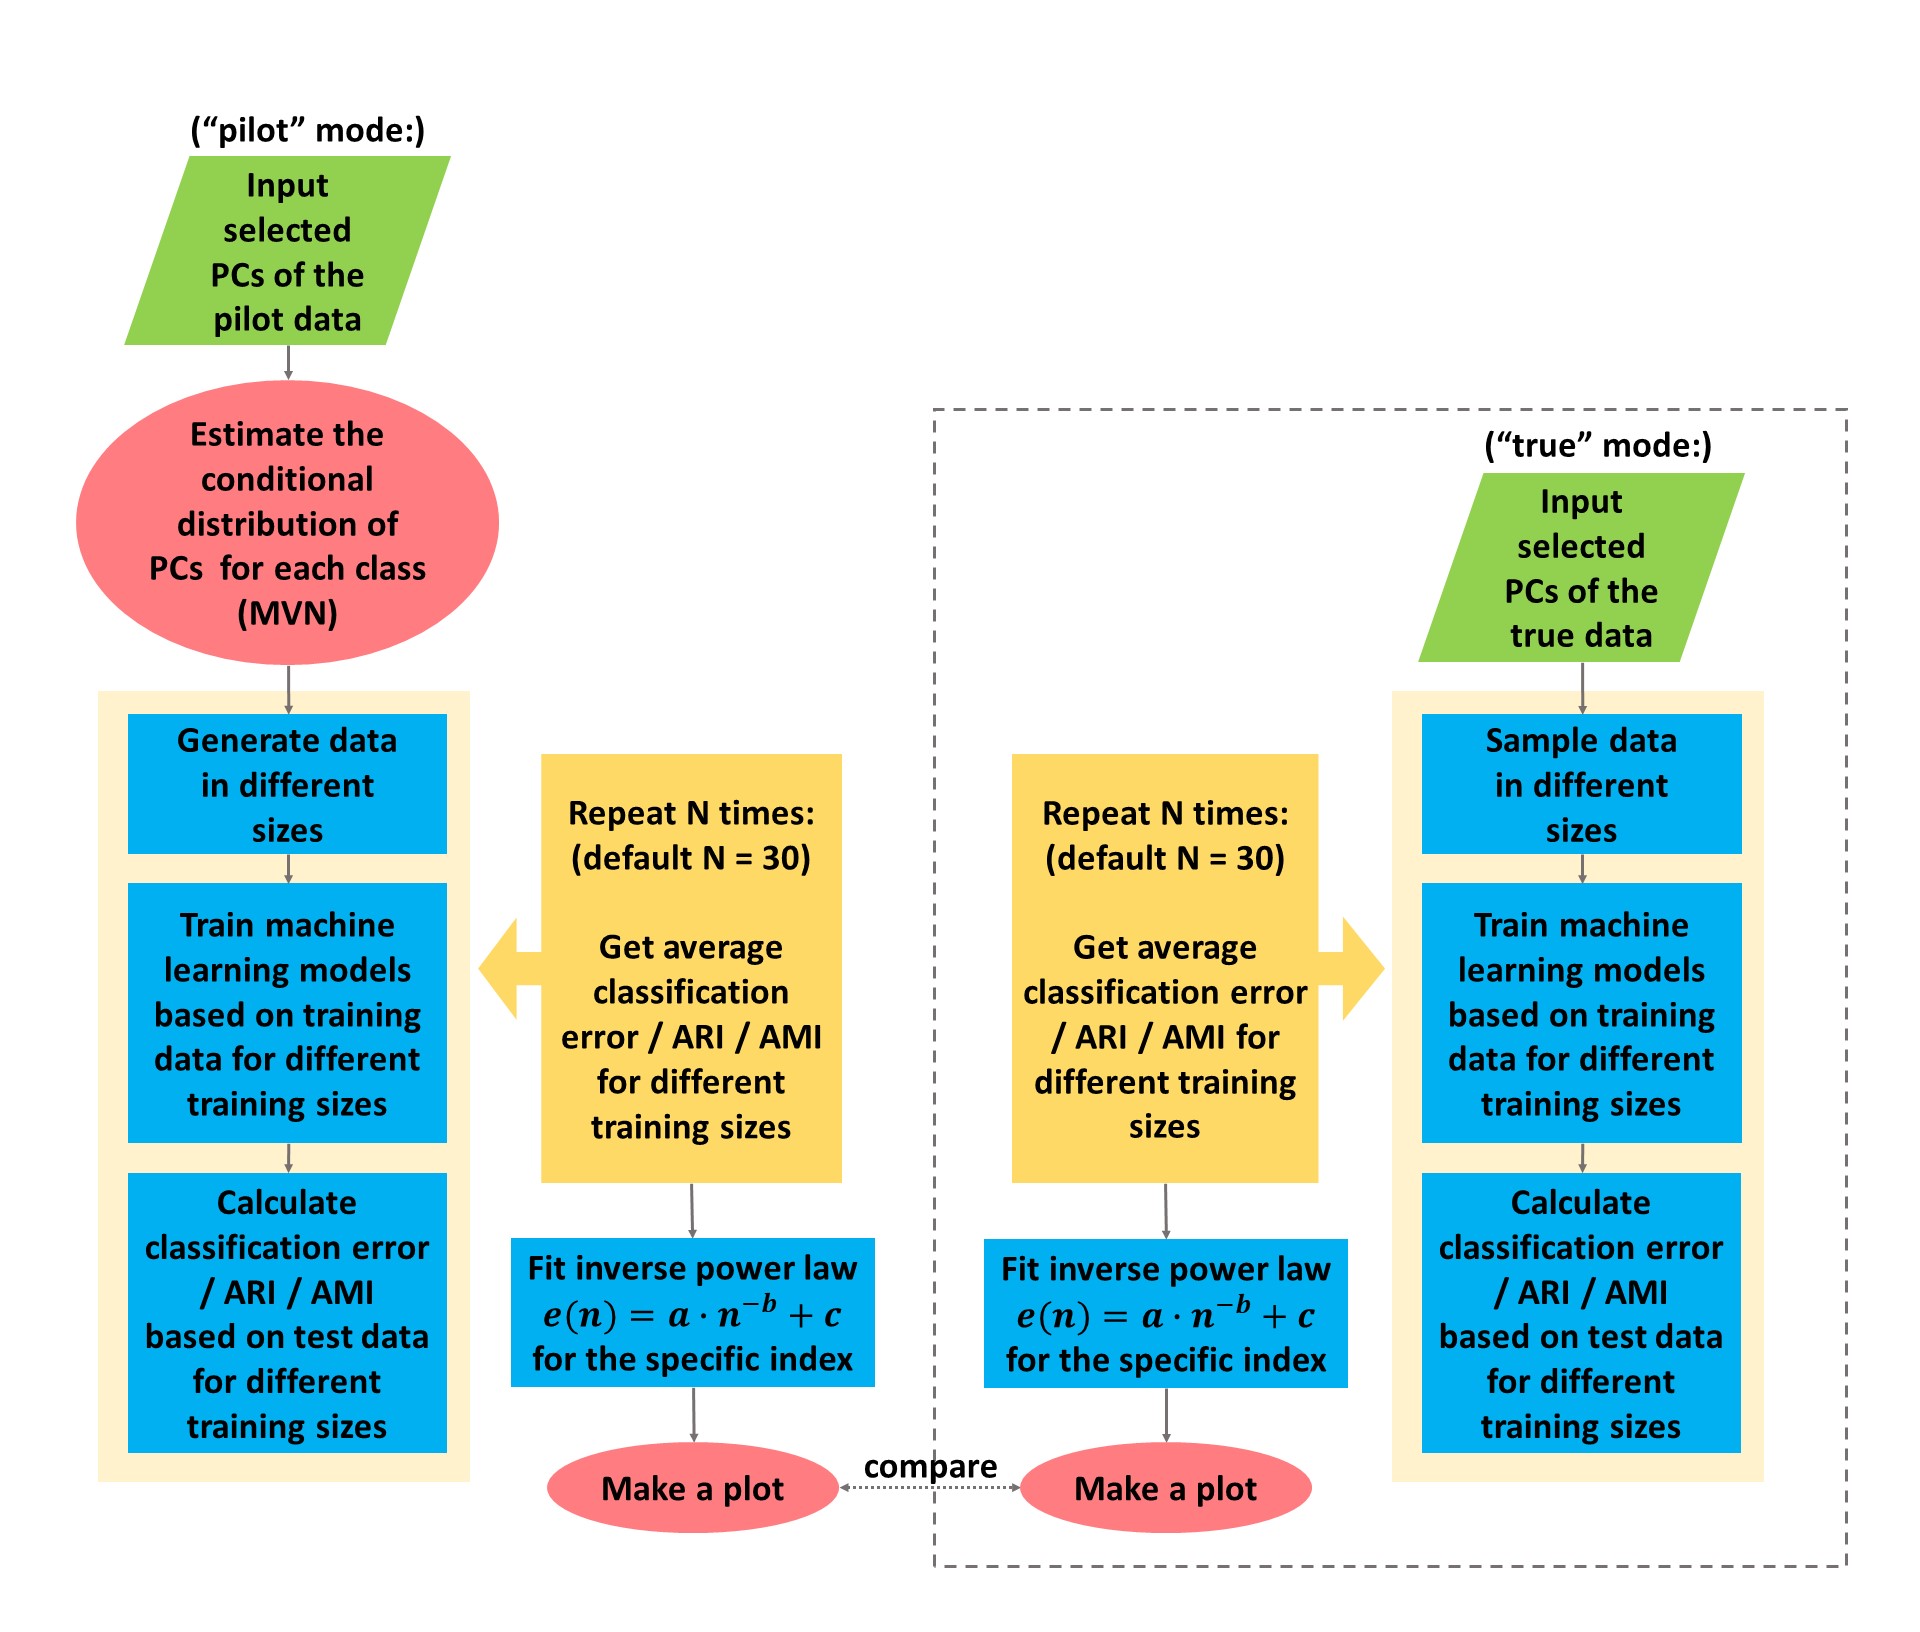 (“pilot” mode:)
Input
selected
PCs of the
pilot data
Estimate the
conditional
distribution of
PCs for each class
(MVN)
Generate data
in different
sizes
Train machine
learning models
based on training
data for different
training sizes
Calculate
classification error
/ ARI / AMI
based on test data
for different
training sizes
Repeat N times:
(default N = 30)
Get average
classification
error / ARI / AMI
for different
training sizes
Fit inverse power law
e(n) = a · n⁻ᵇ + c
for the specific index
Make a plot
compare
(“true” mode:)
Input
selected
PCs of the
true data
Sample data
in different
sizes
Train machine
learning models
based on training
data for different
training sizes
Calculate
classification error
/ ARI / AMI
based on test data
for different
training sizes
Repeat N times:
(default N = 30)
Get average
classification error
/ ARI / AMI for
different training
sizes
Fit inverse power law
e(n) = a · n⁻ᵇ + c
for the specific index
Make a plot